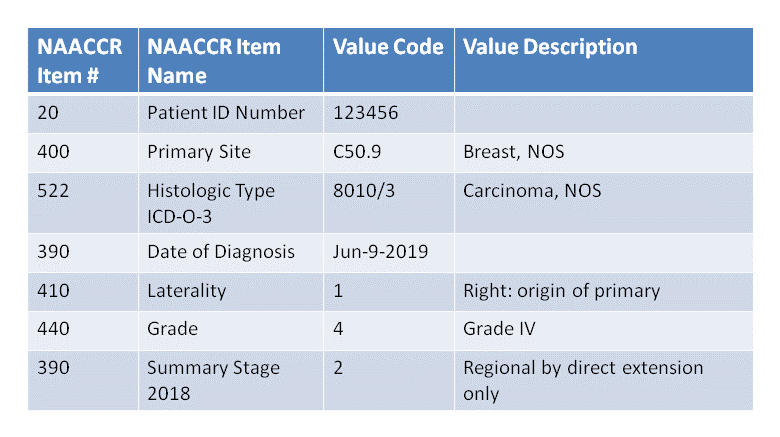 NAACCR Item # NAACCR Item Name Value Code Value Description
20 Patient ID Number 123456
400 Primary Site C50.9 Breast, NOS
522 Histologic Type ICD-O-3 8010/3 Carcinoma, NOS
390 Date of Diagnosis Jun-9-2019
410 Laterality 1 Right: origin of primary
440 Grade 4 Grade IV
390 Summary Stage 2018 2 Regional by direct extension only